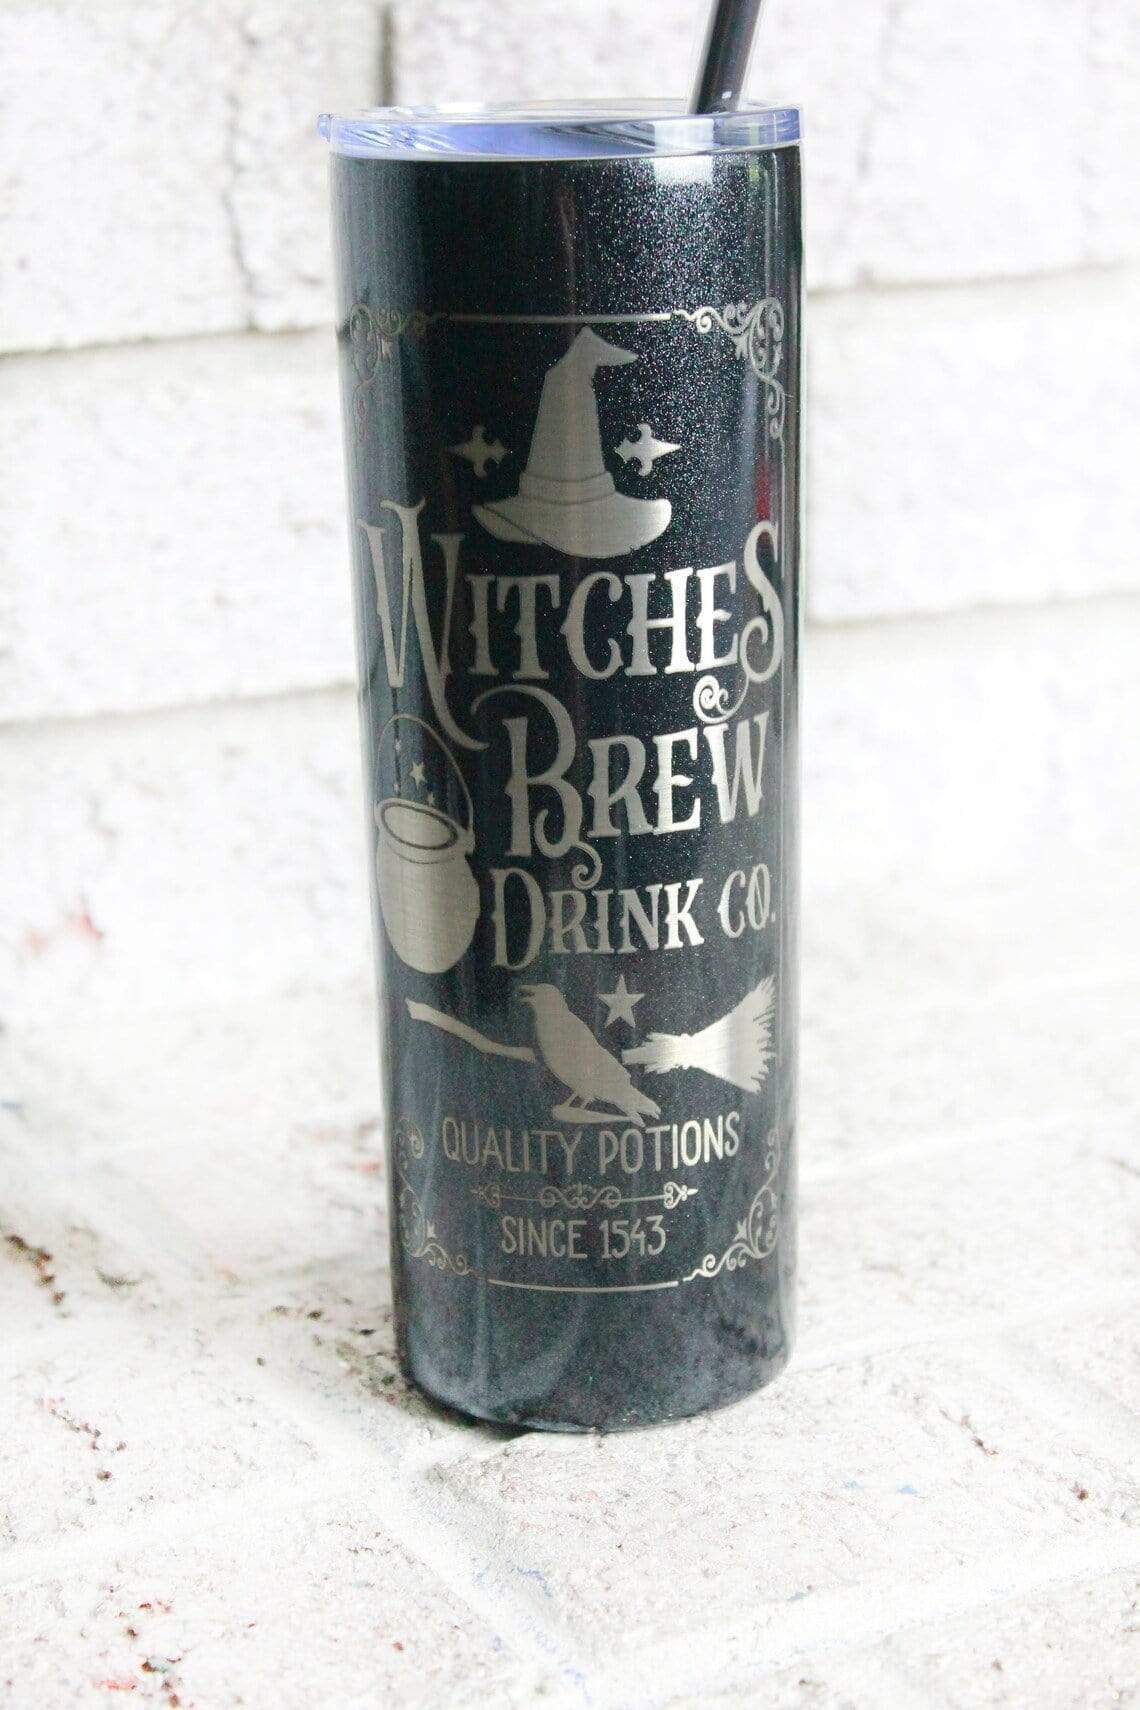 WITCHES
BREW
DRINK CO.
QUALITY POTIONS
SINCE 1543